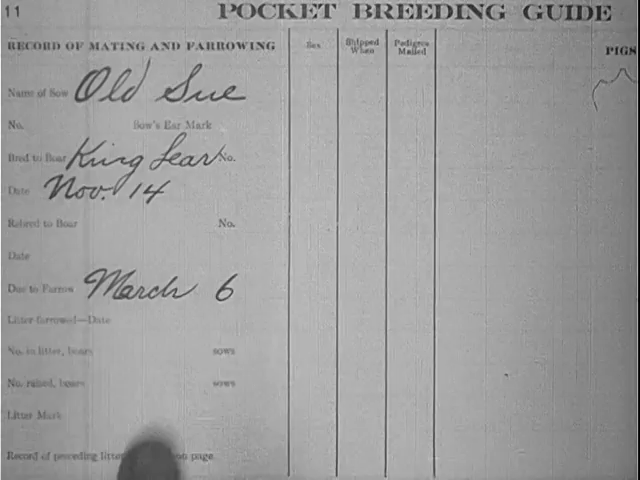 11 POCKET BREEDING GUIDE
RECORD OF MATING AND FARROWING Sex Shipped When Pedigree Mailed PIGS
Name of Sow Old Sue
No. Sow's Ear Mark
Bred to Boar King Lear No.
Date Nov. 14
Rebred to Boar No.
Date
Due to Farrow March 6
Litter farrowed—Date
No. in litter, boars sows
No. raised, boars sows
Litter Mark
Record of preceding litter on page